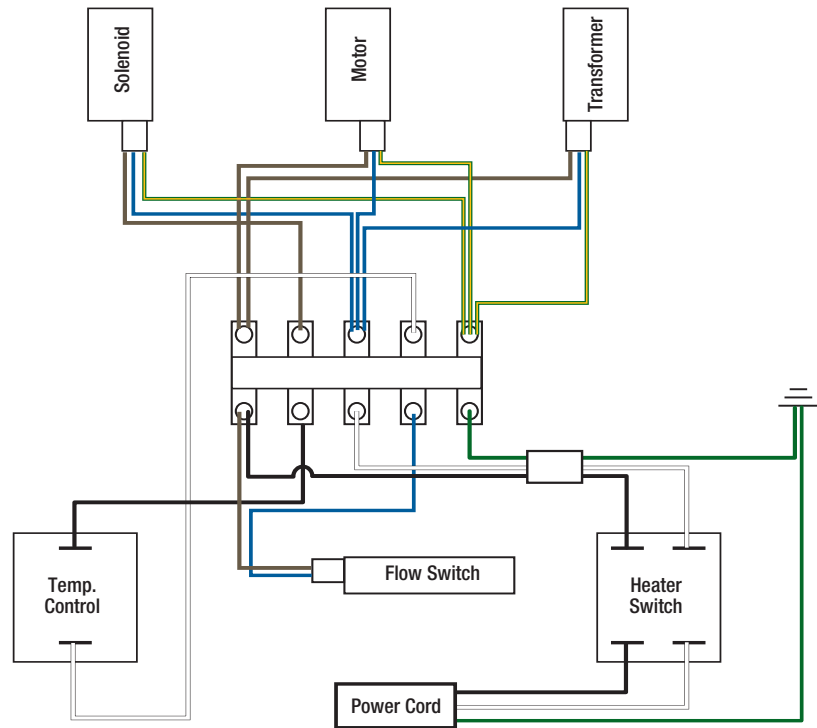 Solenoid
Motor
Transformer
Temp.
Control
Flow Switch
Heater
Switch
Power Cord